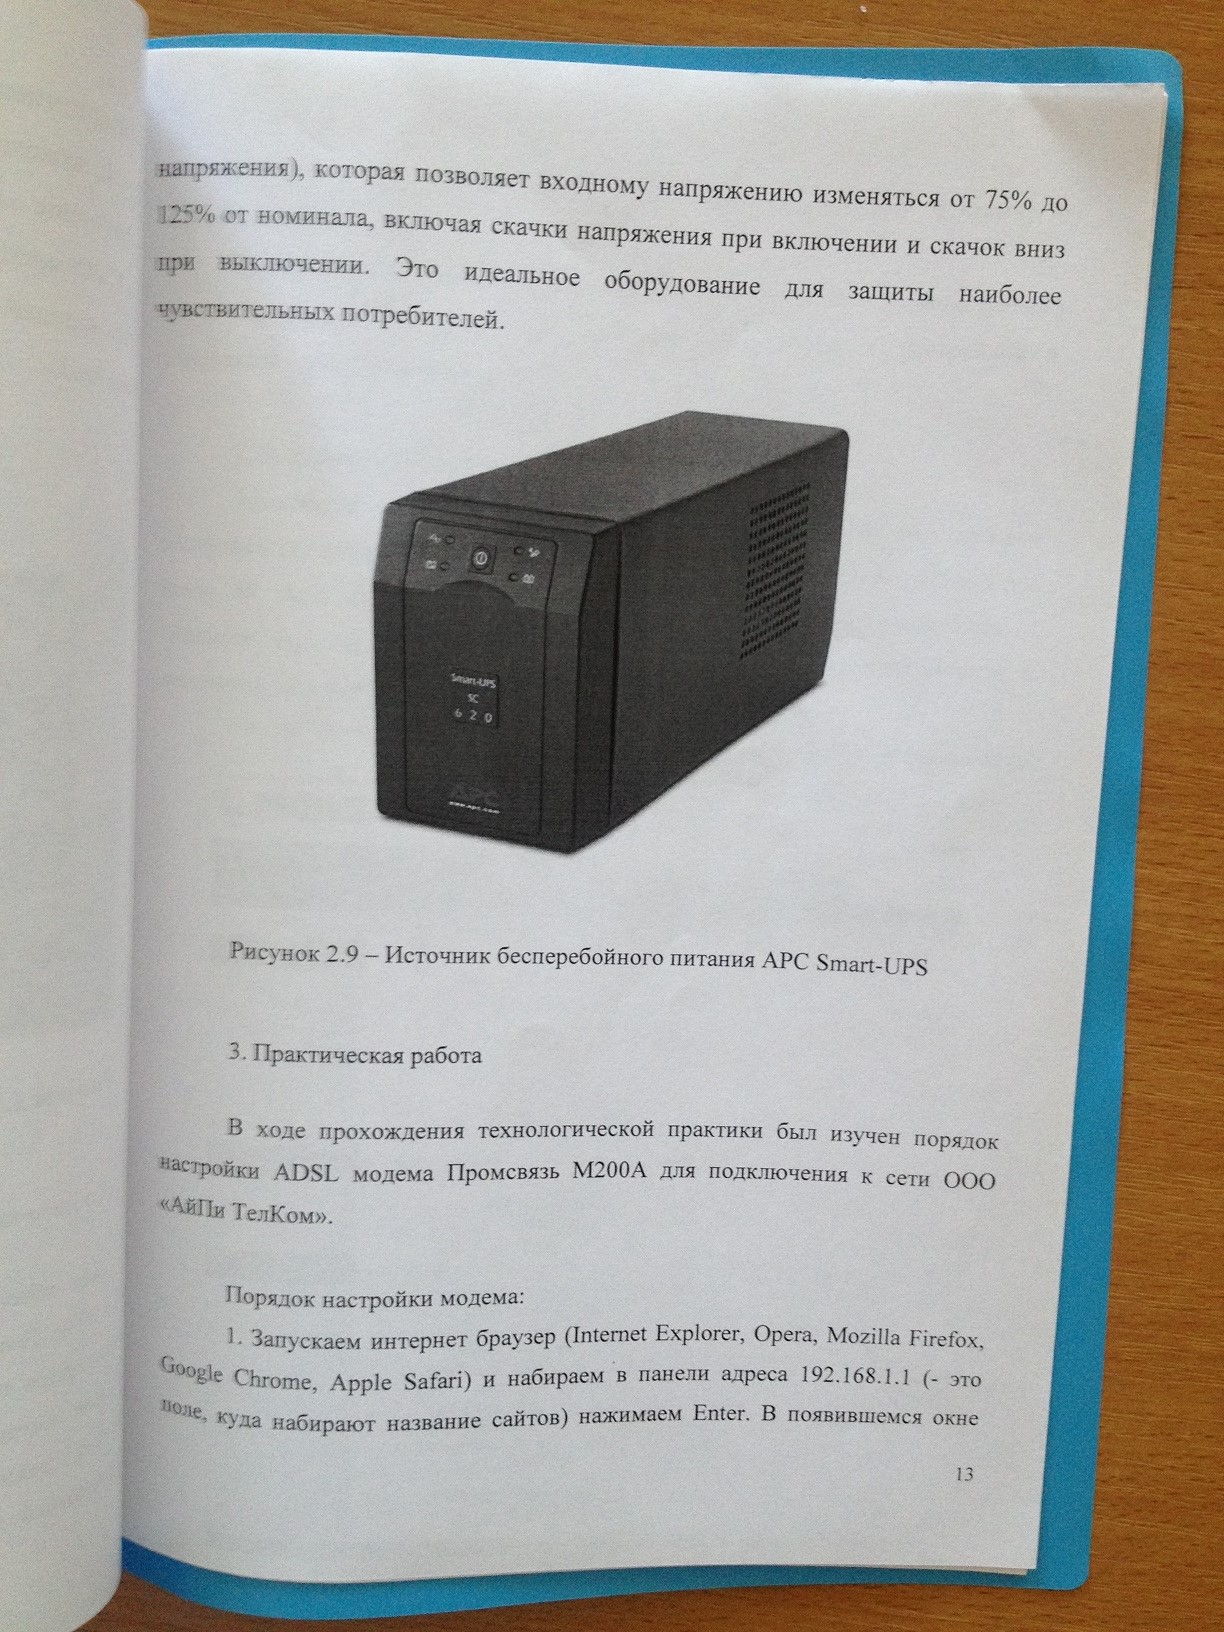 напряжения), которая позволяет входному напряжению изменяться от 75% до
125% от номинала, включая скачки напряжения при включении и скачок вниз
при выключении. Это идеальное оборудование для защиты наиболее
чувствительных потребителей.
Smart-UPS
SC
620
APC
www.apc.com
Рисунок 2.9 – Источник бесперебойного питания APC Smart-UPS
3. Практическая работа
В ходе прохождения технологической практики был изучен порядок
настройки ADSL модема Промсвязь М200А для подключения к сети ООО
«АйПи ТелКом».
Порядок настройки модема:
1. Запускаем интернет браузер (Internet Explorer, Opera, Mozilla Firefox,
Google Chrome, Apple Safari) и набираем в панели адреса 192.168.1.1 (- это
поле, куда набирают название сайтов) нажимаем Enter. В появившемся окне
13